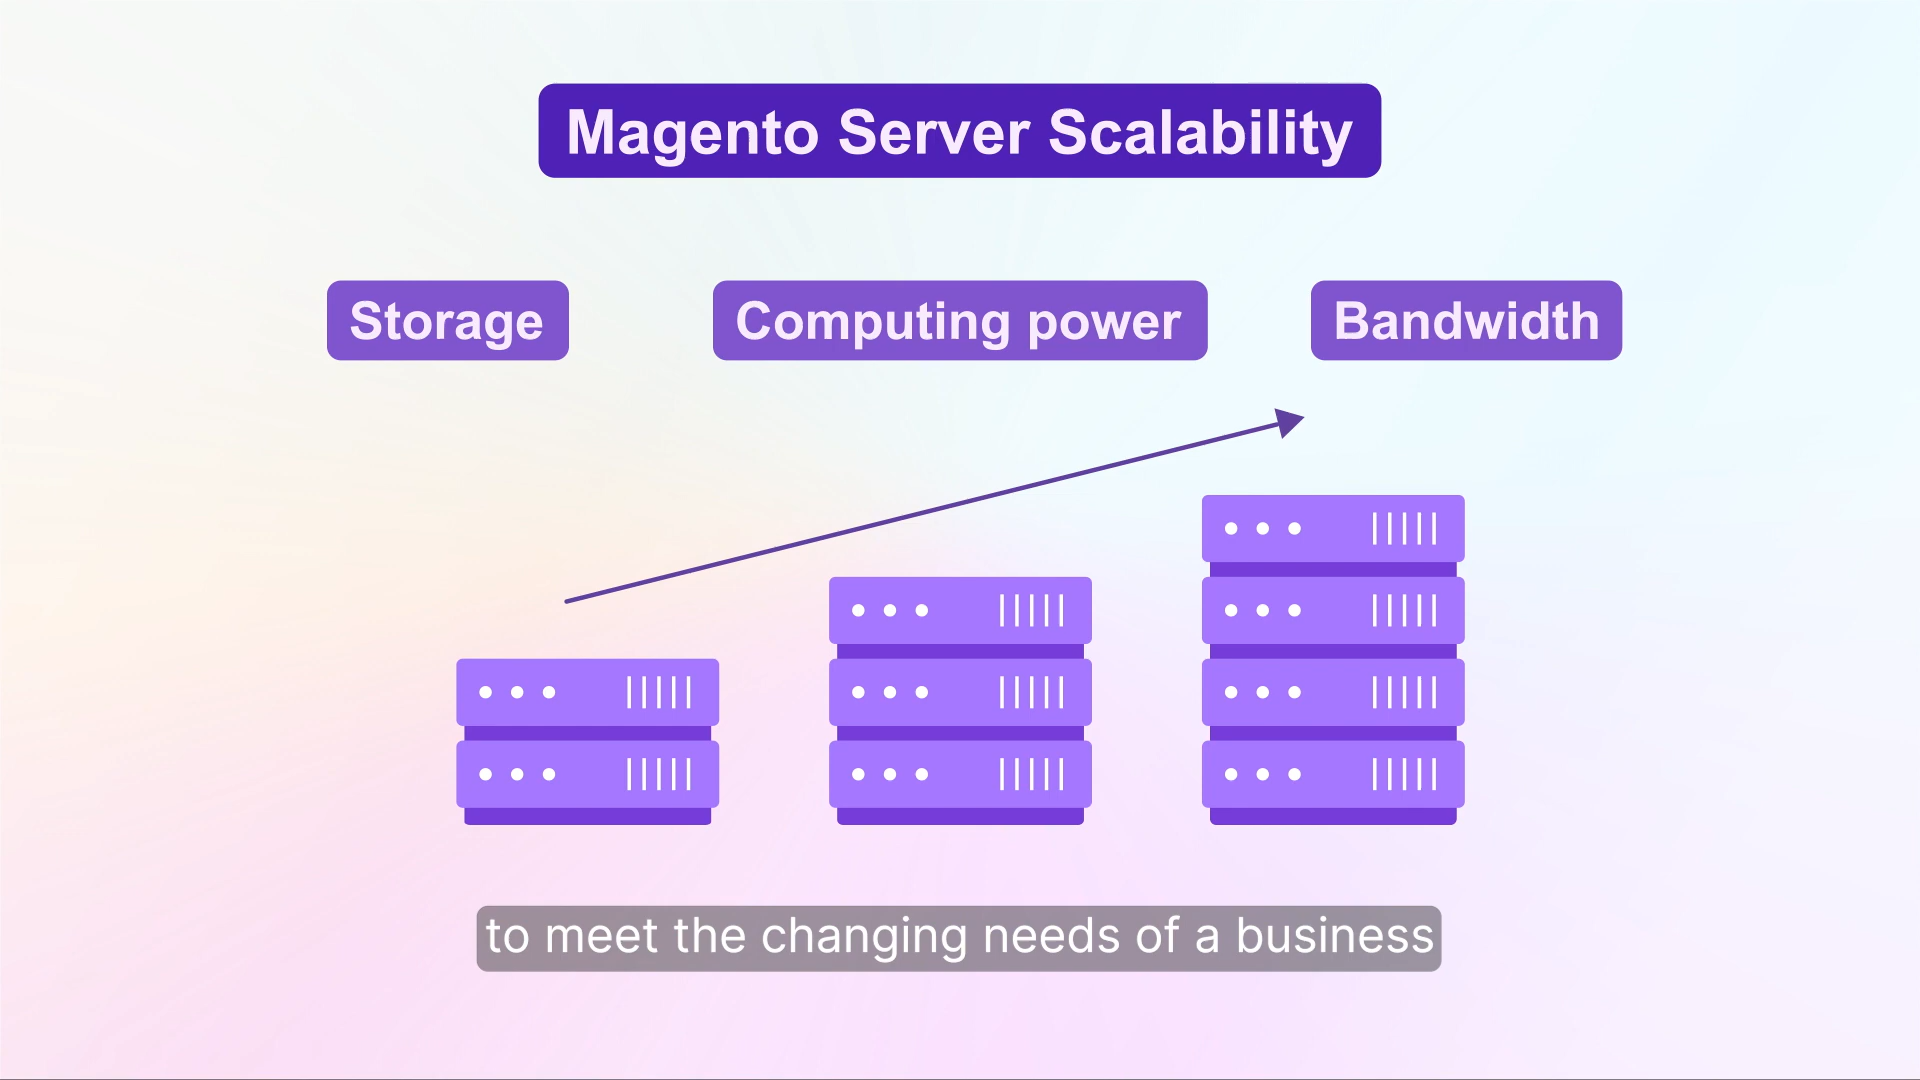 Magento Server Scalability
Storage
Computing power
Bandwidth
to meet the changing needs of a business